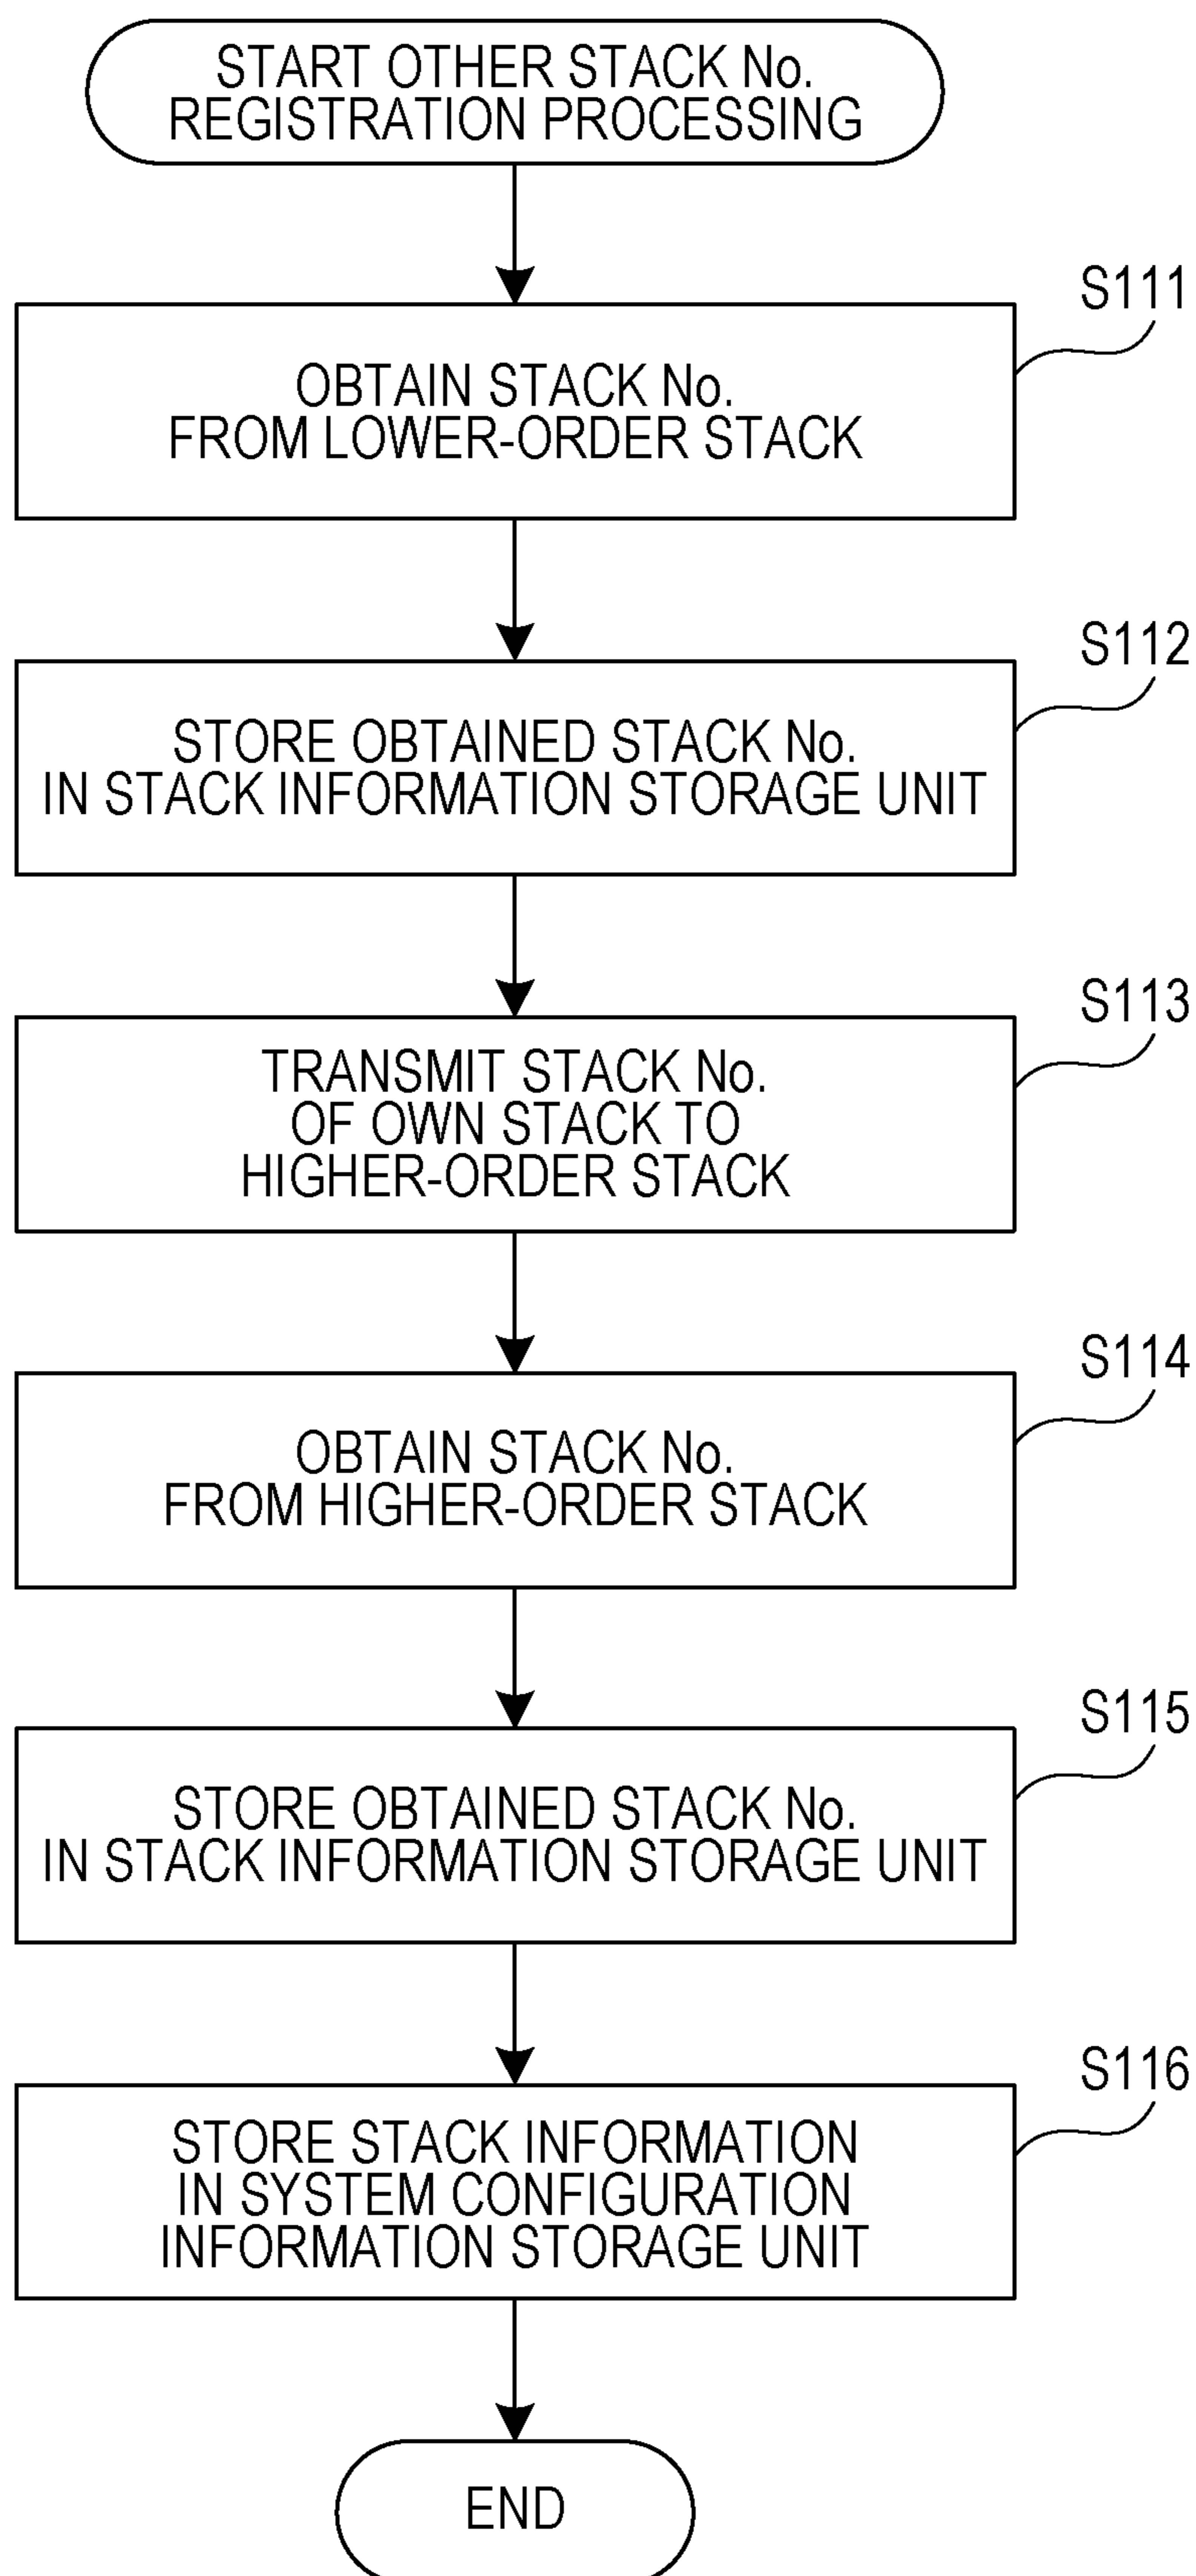 START OTHER STACK No.
REGISTRATION PROCESSING
S111
OBTAIN STACK No.
FROM LOWER-ORDER STACK
S112
STORE OBTAINED STACK No.
IN STACK INFORMATION STORAGE UNIT
S113
TRANSMIT STACK No.
OF OWN STACK TO
HIGHER-ORDER STACK
S114
OBTAIN STACK No.
FROM HIGHER-ORDER STACK
S115
STORE OBTAINED STACK No.
IN STACK INFORMATION STORAGE UNIT
S116
STORE STACK INFORMATION
IN SYSTEM CONFIGURATION
INFORMATION STORAGE UNIT
END